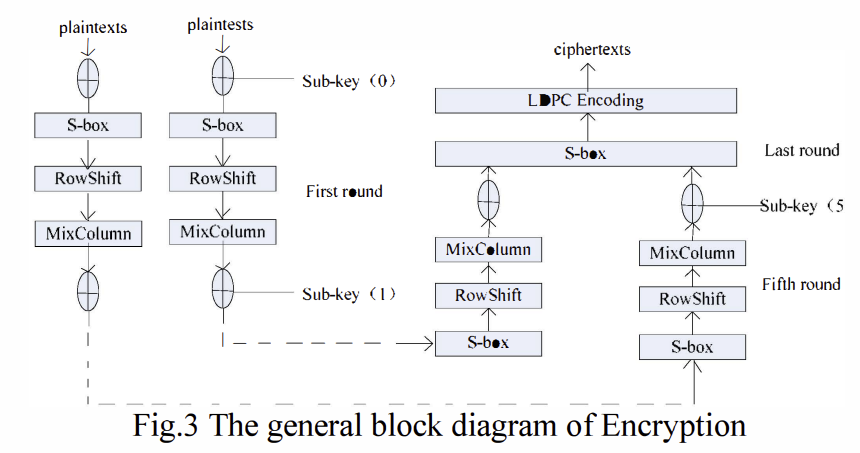 plaintexts
plaintests
Sub-key（0）
S-box
S-box
RowShift
RowShift
First round
MixColumn
MixColumn
Sub-key（1）
ciphertexts
LDPC Encoding
S-box
Last round
Sub-key（5
MixColumn
MixColumn
RowShift
RowShift
Fifth round
S-box
S-box
Fig.3 The general block diagram of Encryption